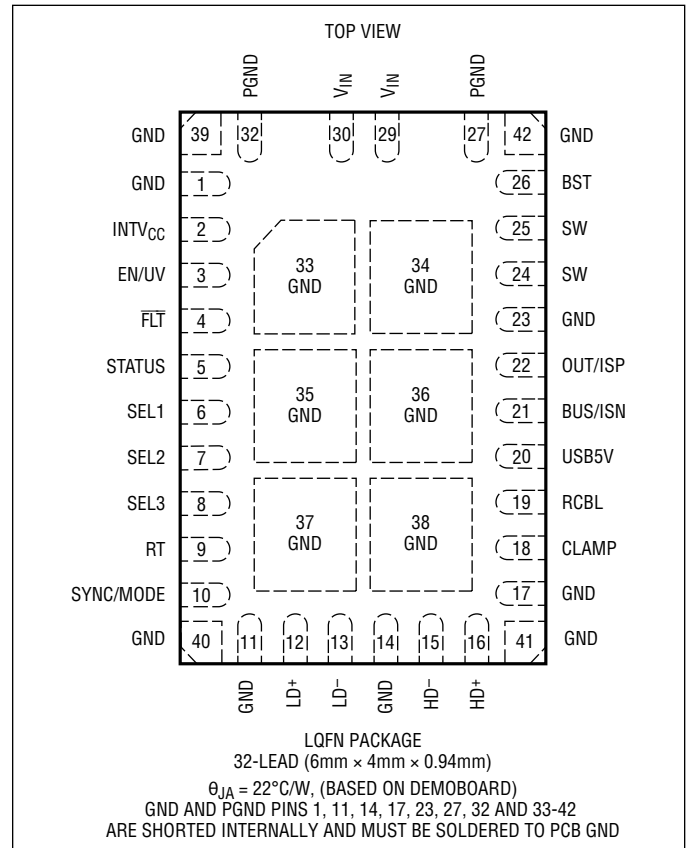 TOP VIEW
PGND VIN VIN PGND
GND 39 32 30 29 27 42 GND
GND 1 26 BST
INTVCC 2 25 SW
EN/UV 3 33 GND 34 GND 24 SW
FLT 4 23 GND
STATUS 5 22 OUT/ISP
SEL1 6 35 GND 36 GND 21 BUS/ISN
SEL2 7 20 USB5V
SEL3 8 19 RCBL
RT 9 37 GND 38 GND 18 CLAMP
SYNC/MODE 10 17 GND
GND 40 11 12 13 14 15 16 41 GND
GND LD+ LD– GND HD– HD+
LQFN PACKAGE
32-LEAD (6mm × 4mm × 0.94mm)
θJA = 22°C/W, (BASED ON DEMOBOARD)
GND AND PGND PINS 1, 11, 14, 17, 23, 27, 32 AND 33-42
ARE SHORTED INTERNALLY AND MUST BE SOLDERED TO PCB GND